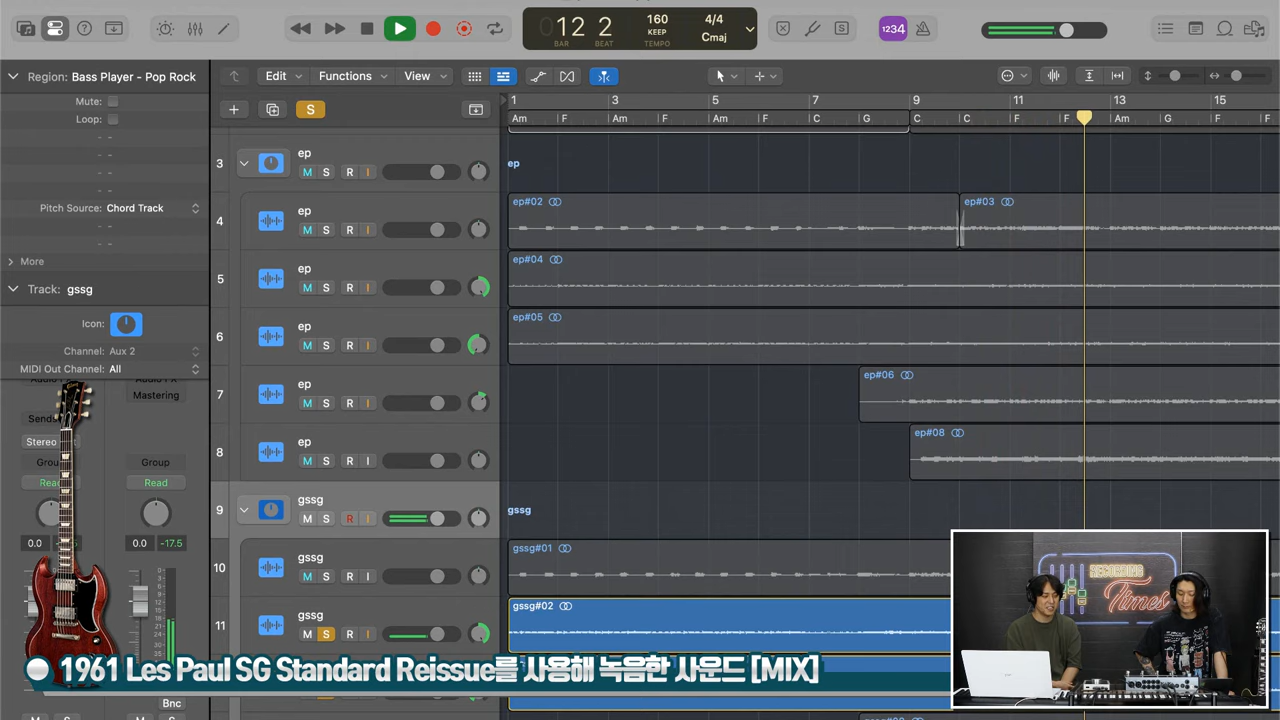 12 2
BAR BEAT
160
KEEP
TEMPO
4/4
Cmaj
1234
Region: Bass Player - Pop Rock
Mute:
Loop:
Pitch Source: Chord Track
More
Track: gssg
Icon:
Channel: Aux 2
MIDI Out Channel: All
Audio FX
Mastering
Sends
Stereo
Group
Read
0.0
0.0 -17.5
Bnc
M S
Edit Functions View
S
1 3 5 7 9 11 13 15
Am F Am F Am F C G C C F F Am G F F
3 ep
M S R I
ep
4 ep
M S R I
ep#02
ep#03
5 ep
M S R I
ep#04
6 ep
M S R I
ep#05
7 ep
M S R I
ep#06
8 ep
M S R I
ep#08
9 gssg
M S R I
gssg
10 gssg
M S R I
gssg#01
11 gssg
M S R I
gssg#02
RECORDING
Times
1961 Les Paul SG Standard Reissue를 사용해 녹음한 사운드 [MIX]